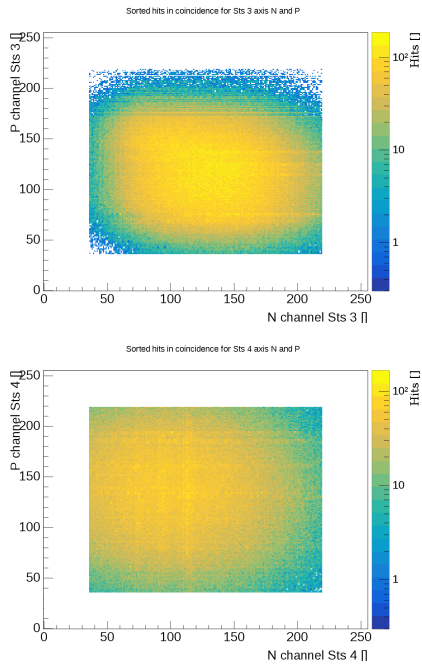 Sorted hits in coincidence for Sts 3 axis N and P
P channel Sts 3 []
250
200
150
100
50
0
0 50 100 150 200 250
N channel Sts 3 []
Hits []
10²
10
1
Sorted hits in coincidence for Sts 4 axis N and P
P channel Sts 4 []
250
200
150
100
50
0
0 50 100 150 200 250
N channel Sts 4 []
Hits []
10²
10
1